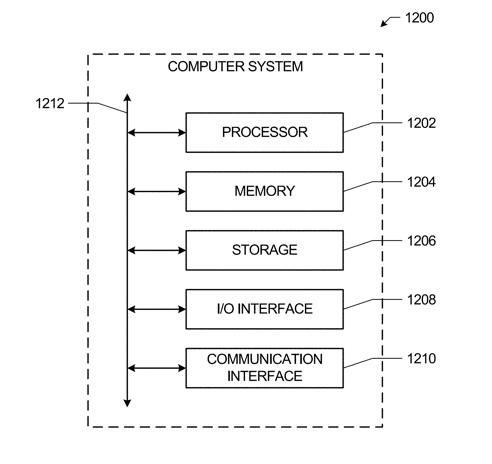 1200
COMPUTER SYSTEM
1212
PROCESSOR
1202
MEMORY
1204
STORAGE
1206
I/O INTERFACE
1208
COMMUNICATION
INTERFACE
1210